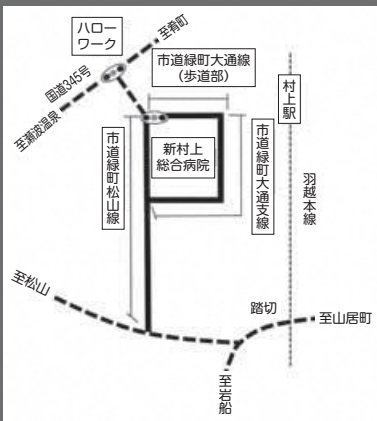 ハロー
ワーク
至肴町
国道345号
至瀬波温泉
市道緑町大通線
（歩道部）
村上駅
新村上
総合病院
市道緑町松山線
市道緑町大通支線
羽越本線
至松山
踏切
至山居町
至岩船